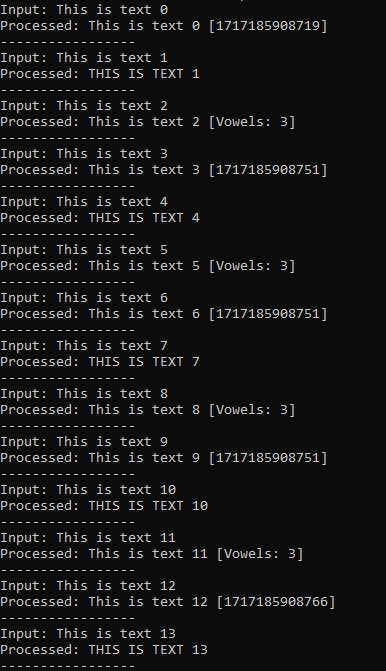 Input: This is text 0
Processed: This is text 0 [1717185908719]
-----------------
Input: This is text 1
Processed: THIS IS TEXT 1
-----------------
Input: This is text 2
Processed: This is text 2 [Vowels: 3]
-----------------
Input: This is text 3
Processed: This is text 3 [1717185908751]
-----------------
Input: This is text 4
Processed: THIS IS TEXT 4
-----------------
Input: This is text 5
Processed: This is text 5 [Vowels: 3]
-----------------
Input: This is text 6
Processed: This is text 6 [1717185908751]
-----------------
Input: This is text 7
Processed: THIS IS TEXT 7
-----------------
Input: This is text 8
Processed: This is text 8 [Vowels: 3]
-----------------
Input: This is text 9
Processed: This is text 9 [1717185908751]
-----------------
Input: This is text 10
Processed: THIS IS TEXT 10
-----------------
Input: This is text 11
Processed: This is text 11 [Vowels: 3]
-----------------
Input: This is text 12
Processed: This is text 12 [1717185908766]
-----------------
Input: This is text 13
Processed: THIS IS TEXT 13
-----------------